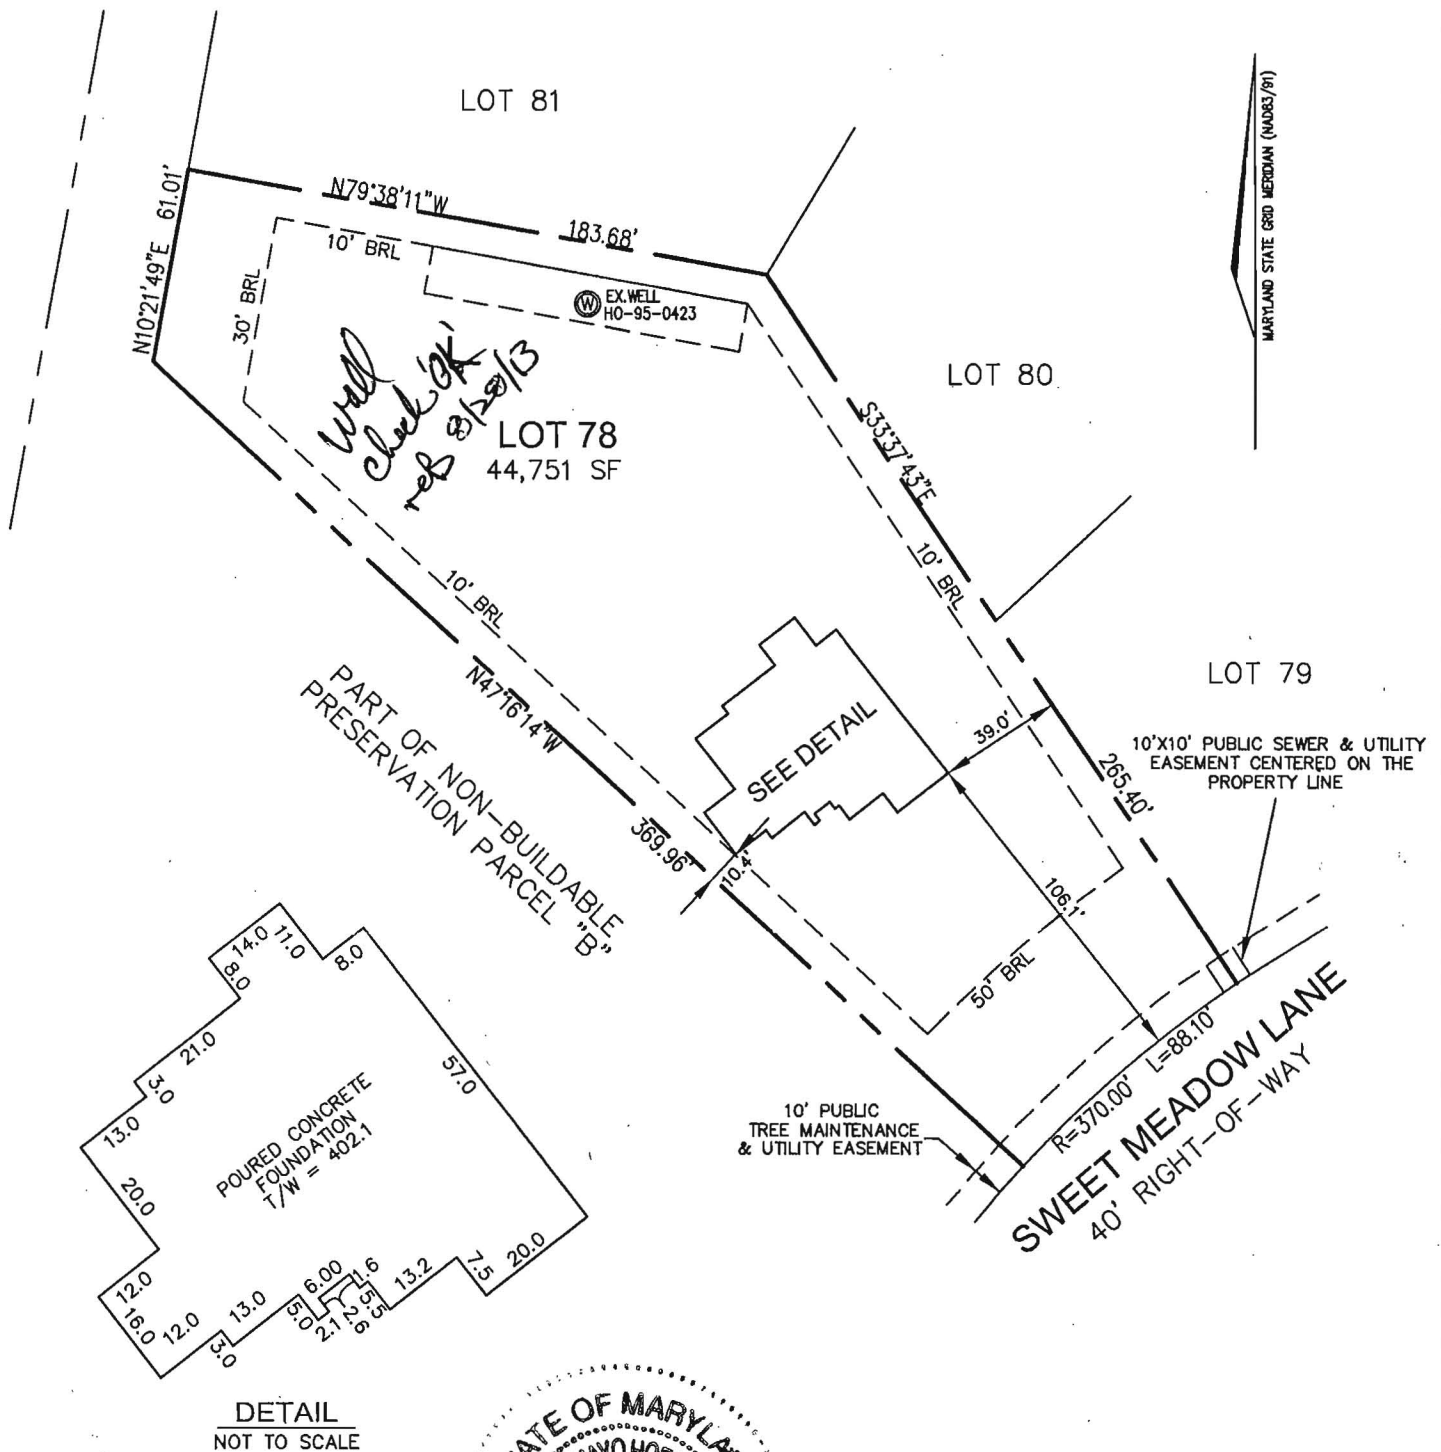 LOT 81
MARYLAND STATE GRID MERIDIAN (NAD83/91)
N79°38'11"W 183.68'
N10°21'49"E 61.01'
10' BRL
30' BRL
W
EX.WELL
HO-95-0423
LOT 80
Wall
check 'OK'
8/28/13
LOT 78
44,751 SF
S33°37'43"E 265.40'
10' BRL
10' BRL
LOT 79
N47°16'14"W 369.96'
PART OF NON-BUILDABLE
PRESERVATION PARCEL "B"
SEE DETAIL
39.0'
10'X10' PUBLIC SEWER & UTILITY
EASEMENT CENTERED ON THE
PROPERTY LINE
10.4'
106.1'
50' BRL
R=370.00' L=88.10'
SWEET MEADOW LANE
40' RIGHT-OF-WAY
10' PUBLIC
TREE MAINTENANCE
& UTILITY EASEMENT
14.0
11.0
8.0
8.0
21.0
3.0
13.0
57.0
20.0
POURED CONCRETE
FOUNDATION
T/W = 402.1
12.0
16.0
12.0
3.0
13.0
5.0
6.00
2.1
2.6
1.6
5.5
13.2
7.5
20.0
DETAIL
NOT TO SCALE
OF MARYLA